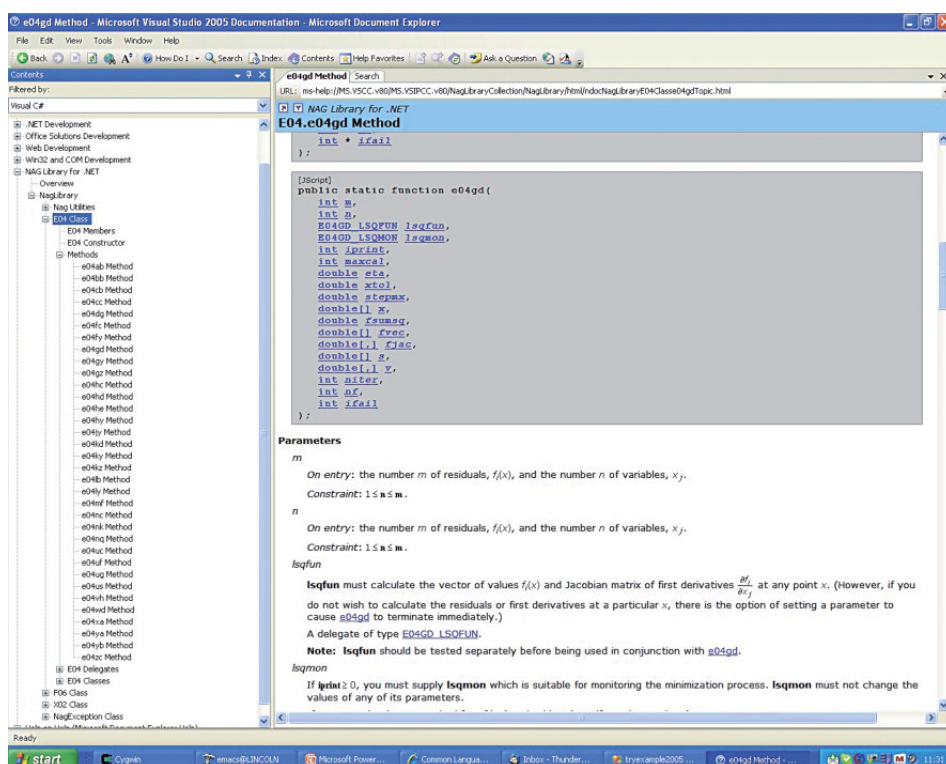 e04gd Method - Microsoft Visual Studio 2005 Documentation - Microsoft Document Explorer
File Edit View Tools Window Help
Back How Do I Search Index Contents Help Favorites Ask a Question
Contents
Filtered by:
Visual C#
.NET Development
Office Solutions Development
Web Development
Win32 and COM Development
NAG Library for .NET
Overview
NagLibrary
Nag Utilities
E04 Class
E04 Members
E04 Constructor
Methods
e04ab Method
e04bb Method
e04cb Method
e04cc Method
e04dg Method
e04fc Method
e04fy Method
e04gd Method
e04gy Method
e04gz Method
e04hc Method
e04hd Method
e04he Method
e04hy Method
e04jy Method
e04kd Method
e04ky Method
e04kz Method
e04lb Method
e04ly Method
e04mf Method
e04nc Method
e04nk Method
e04nq Method
e04uc Method
e04uf Method
e04ug Method
e04us Method
e04vh Method
e04wd Method
e04xa Method
e04ya Method
e04yb Method
e04zc Method
E04 Delegates
E04 Classes
F06 Class
X02 Class
NagException Class
e04gd Method Search
URL: ms-help://MS.VSCC.v80/MS.VSIPCC.v80/NagLibraryCollection/NagLibrary/html/ndocNagLibraryE04Classe04gdTopic.html
NAG Library for .NET
E04.e04gd Method
int * ifail
);
[JScript]
public static function e04gd(
int m,
int n,
E04GD_LSQFUN lsqfun,
E04GD_LSQMON lsqmon,
int iprint,
int maxcal,
double eta,
double xtol,
double stepmx,
double[] x,
double fsumsq,
double[] fvec,
double[,] fjac,
double[] s,
double[,] v,
int niter,
int nf,
int ifail
);
Parameters
m
On entry: the number m of residuals, fᵢ(x), and the number n of variables, xⱼ.
Constraint: 1 ≤ n ≤ m.
n
On entry: the number m of residuals, fᵢ(x), and the number n of variables, xⱼ.
Constraint: 1 ≤ n ≤ m.
lsqfun
lsqfun must calculate the vector of values fᵢ(x) and Jacobian matrix of first derivatives ∂fᵢ/∂xⱼ at any point x. (However, if you
do not wish to calculate the residuals or first derivatives at a particular x, there is the option of setting a parameter to
cause e04gd to terminate immediately.)
A delegate of type E04GD_LSQFUN.
Note: lsqfun should be tested separately before being used in conjunction with e04gd.
lsqmon
If iprint ≥ 0, you must supply lsqmon which is suitable for monitoring the minimization process. lsqmon must not change the
values of any of its parameters.
Ready
start Cygwin emacs@LINCOLN Microsoft Power... Common Langua... Inbox - Thunder... tryexample2005 ... e04gd Method - ...